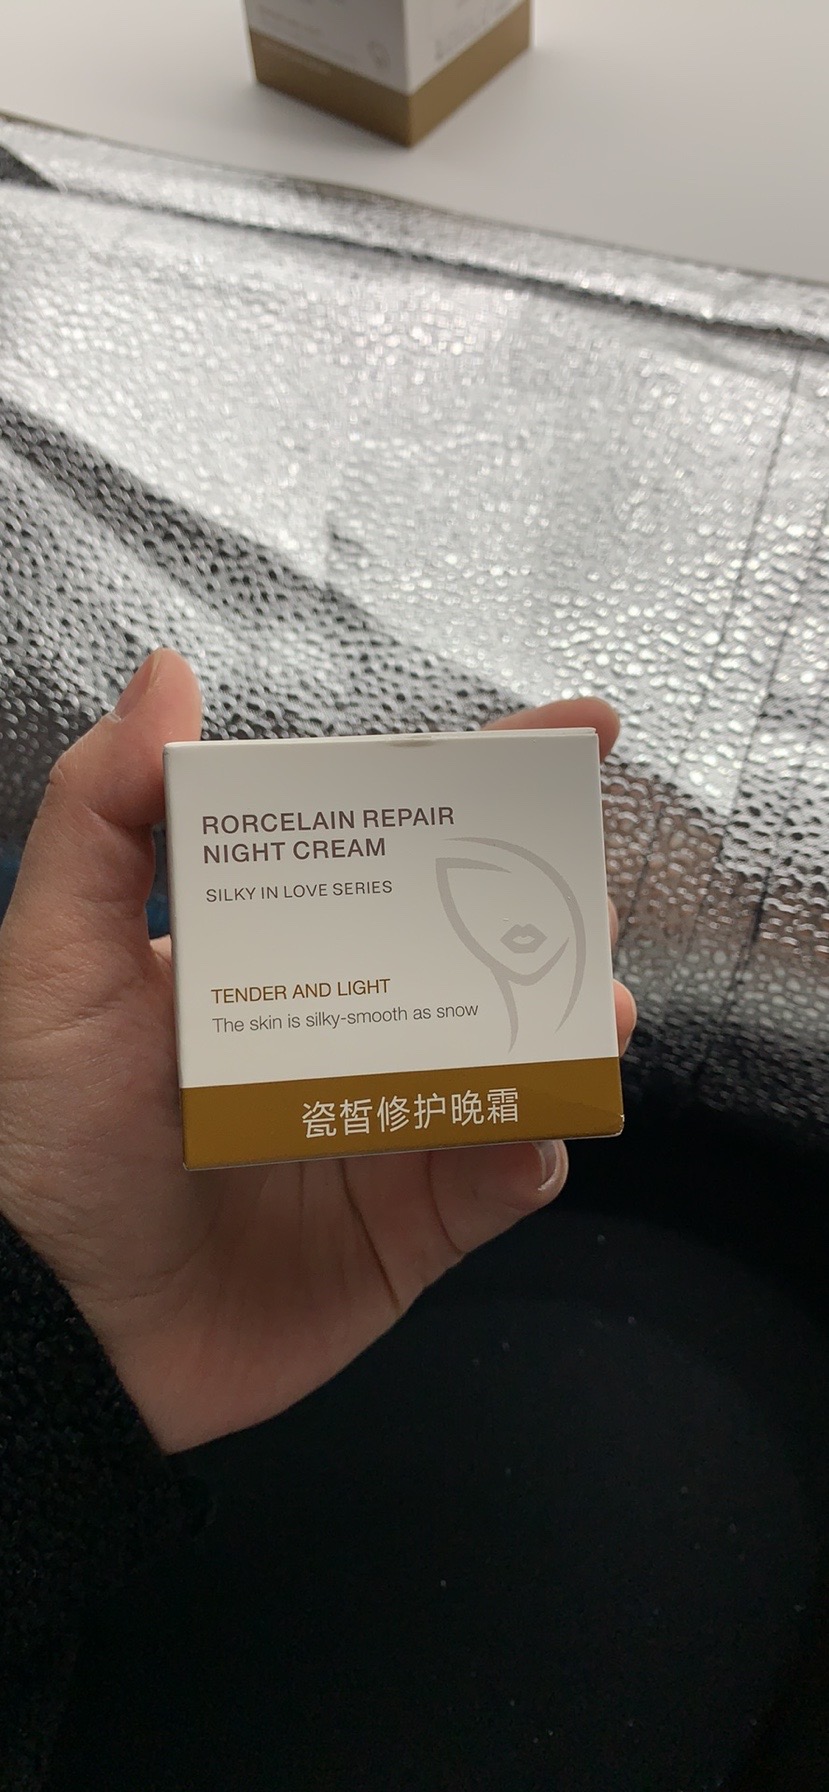 RORCELAIN REPAIR
NIGHT CREAM
SILKY IN LOVE SERIES
TENDER AND LIGHT
The skin is silky-smooth as snow
瓷皙修护晚霜